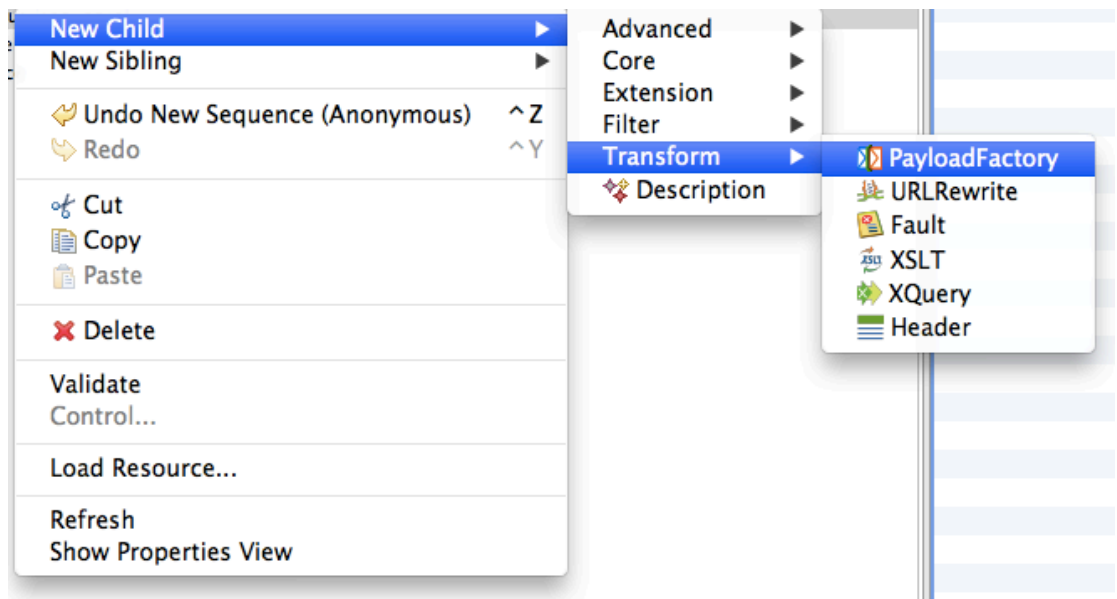 New Child
New Sibling
Undo New Sequence (Anonymous) ^Z
Redo ^Y
Cut
Copy
Paste
Delete
Validate
Control...
Load Resource...
Refresh
Show Properties View
Advanced
Core
Extension
Filter
Transform
Description
PayloadFactory
URLRewrite
Fault
XSLT
XQuery
Header